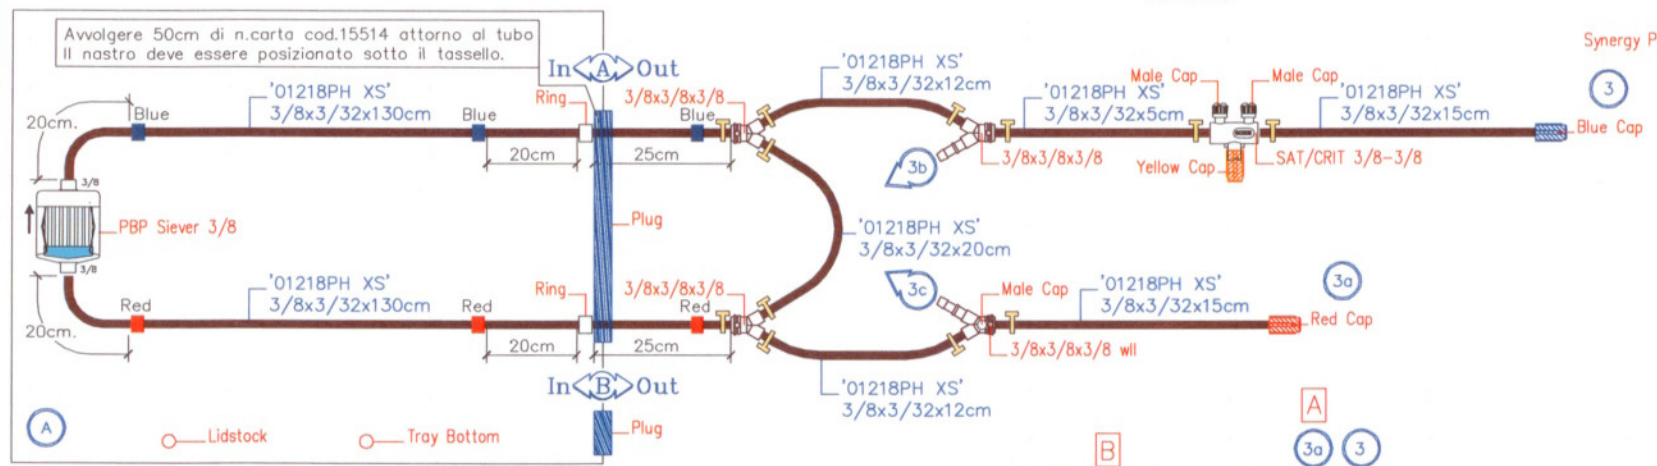 Avvolgere 50cm di n.carta cod.15514 attorno al tubo
Il nastro deve essere posizionato sotto il tassello.
In A Out
'01218PH XS'
3/8x3/32x12cm
Synergy P
Male Cap
Male Cap
3
20cm.
Blue
'01218PH XS'
3/8x3/32x130cm
Blue
Ring
3/8x3/8x3/8
Blue
'01218PH XS'
3/8x3/32x5cm
'01218PH XS'
3/8x3/32x15cm
Blue Cap
20cm
25cm
3b
3/8x3/8x3/8
Yellow Cap
SAT/CRIT 3/8-3/8
3/8
PBP Siever 3/8
3/8
Plug
'01218PH XS'
3/8x3/32x20cm
20cm.
Red
'01218PH XS'
3/8x3/32x130cm
Red
Ring
3/8x3/8x3/8
Red
3c
Male Cap
'01218PH XS'
3/8x3/32x15cm
3a
Red Cap
20cm
25cm
3/8x3/8x3/8 wll
In B Out
'01218PH XS'
3/8x3/32x12cm
A
Lidstock
Tray Bottom
Plug
B
A
3a
3